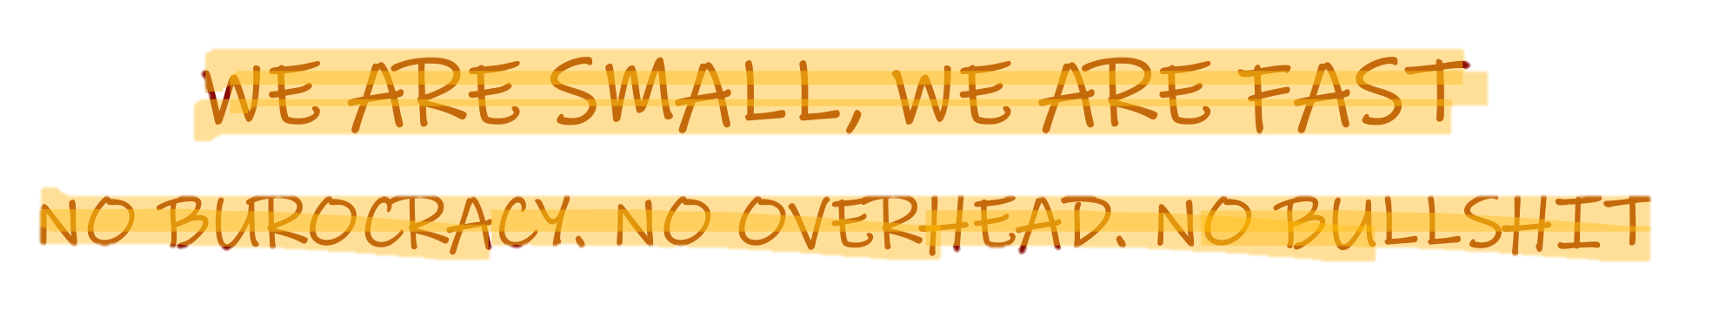 WE ARE SMALL, WE ARE FAST
NO BUROCRACY. NO OVERHEAD. NO BULLSHIT